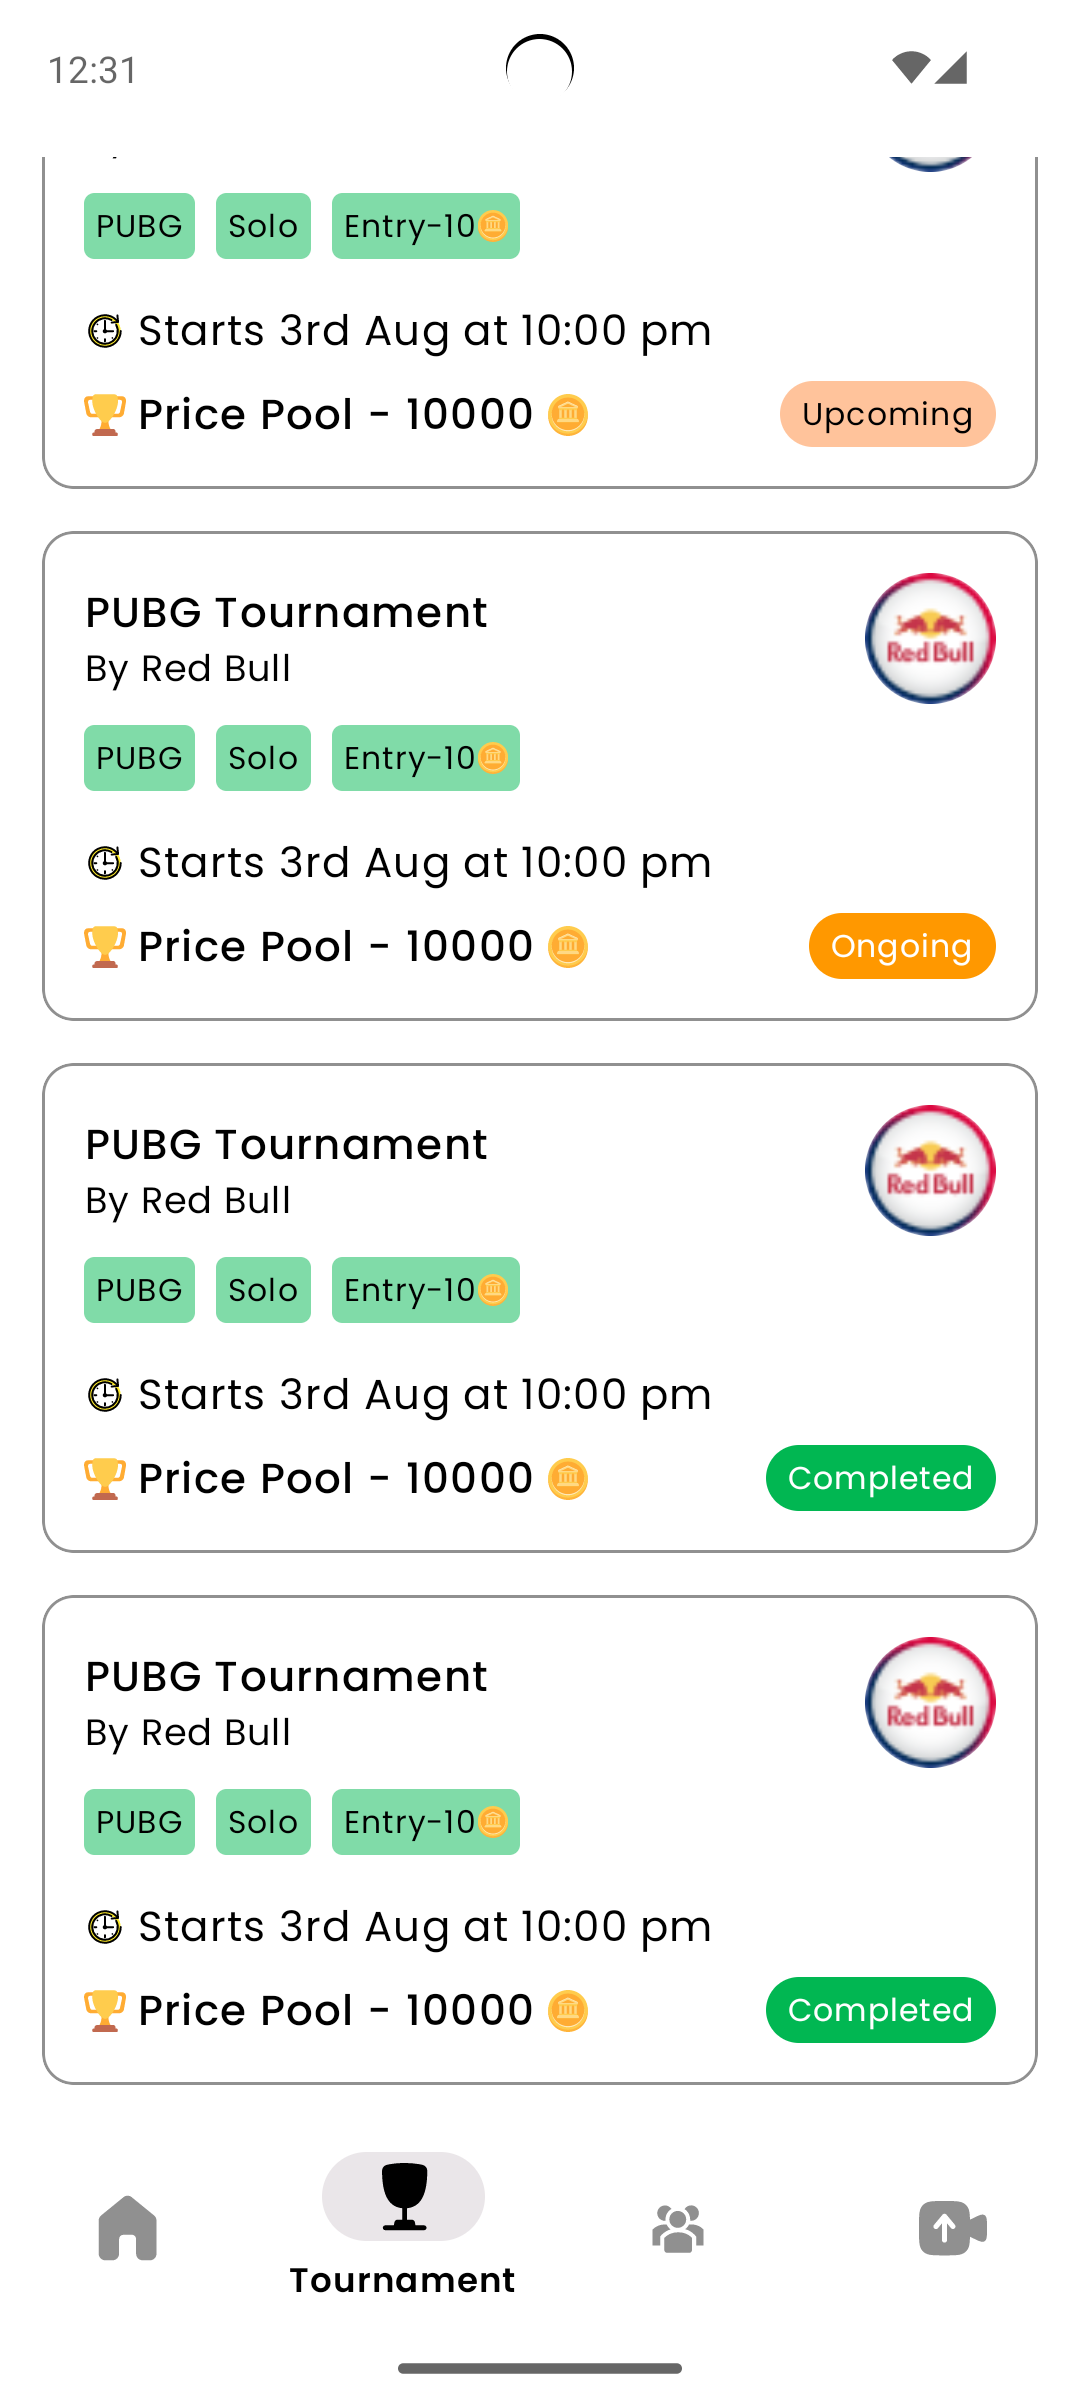 12:31
PUBG Solo Entry-10
Starts 3rd Aug at 10:00 pm
Price Pool - 10000
Upcoming
PUBG Tournament
By Red Bull
Red Bull
PUBG Solo Entry-10
Starts 3rd Aug at 10:00 pm
Price Pool - 10000
Ongoing
PUBG Tournament
By Red Bull
Red Bull
PUBG Solo Entry-10
Starts 3rd Aug at 10:00 pm
Price Pool - 10000
Completed
PUBG Tournament
By Red Bull
Red Bull
PUBG Solo Entry-10
Starts 3rd Aug at 10:00 pm
Price Pool - 10000
Completed
Tournament